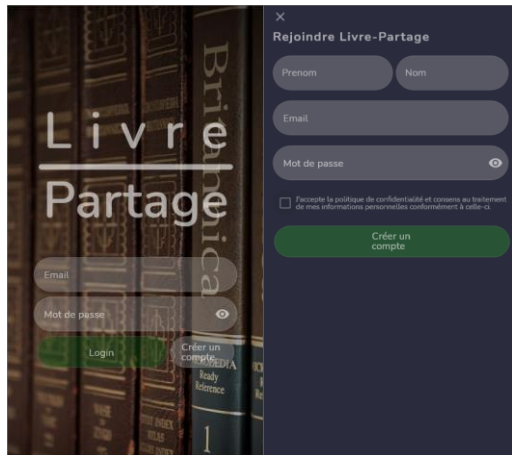 Livre
Partage
Email
Mot de passe
Login
Créer un
compte
Britannica
Ready
Reference
1
Rejoindre Livre-Partage
Prenom
Nom
Email
Mot de passe
J'accepte la politique de confidentialité et consens au traitement
de mes informations personnelles conformément à celle-ci.
Créer un
compte